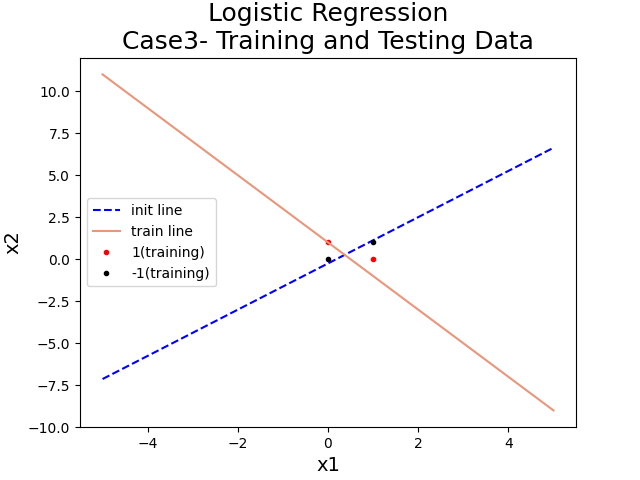 Logistic Regression
Case3- Training and Testing Data
10.0
7.5
5.0
2.5
0.0
−2.5
−5.0
−7.5
−10.0
x2
init line
train line
1(training)
-1(training)
−4
−2
0
2
4
x1